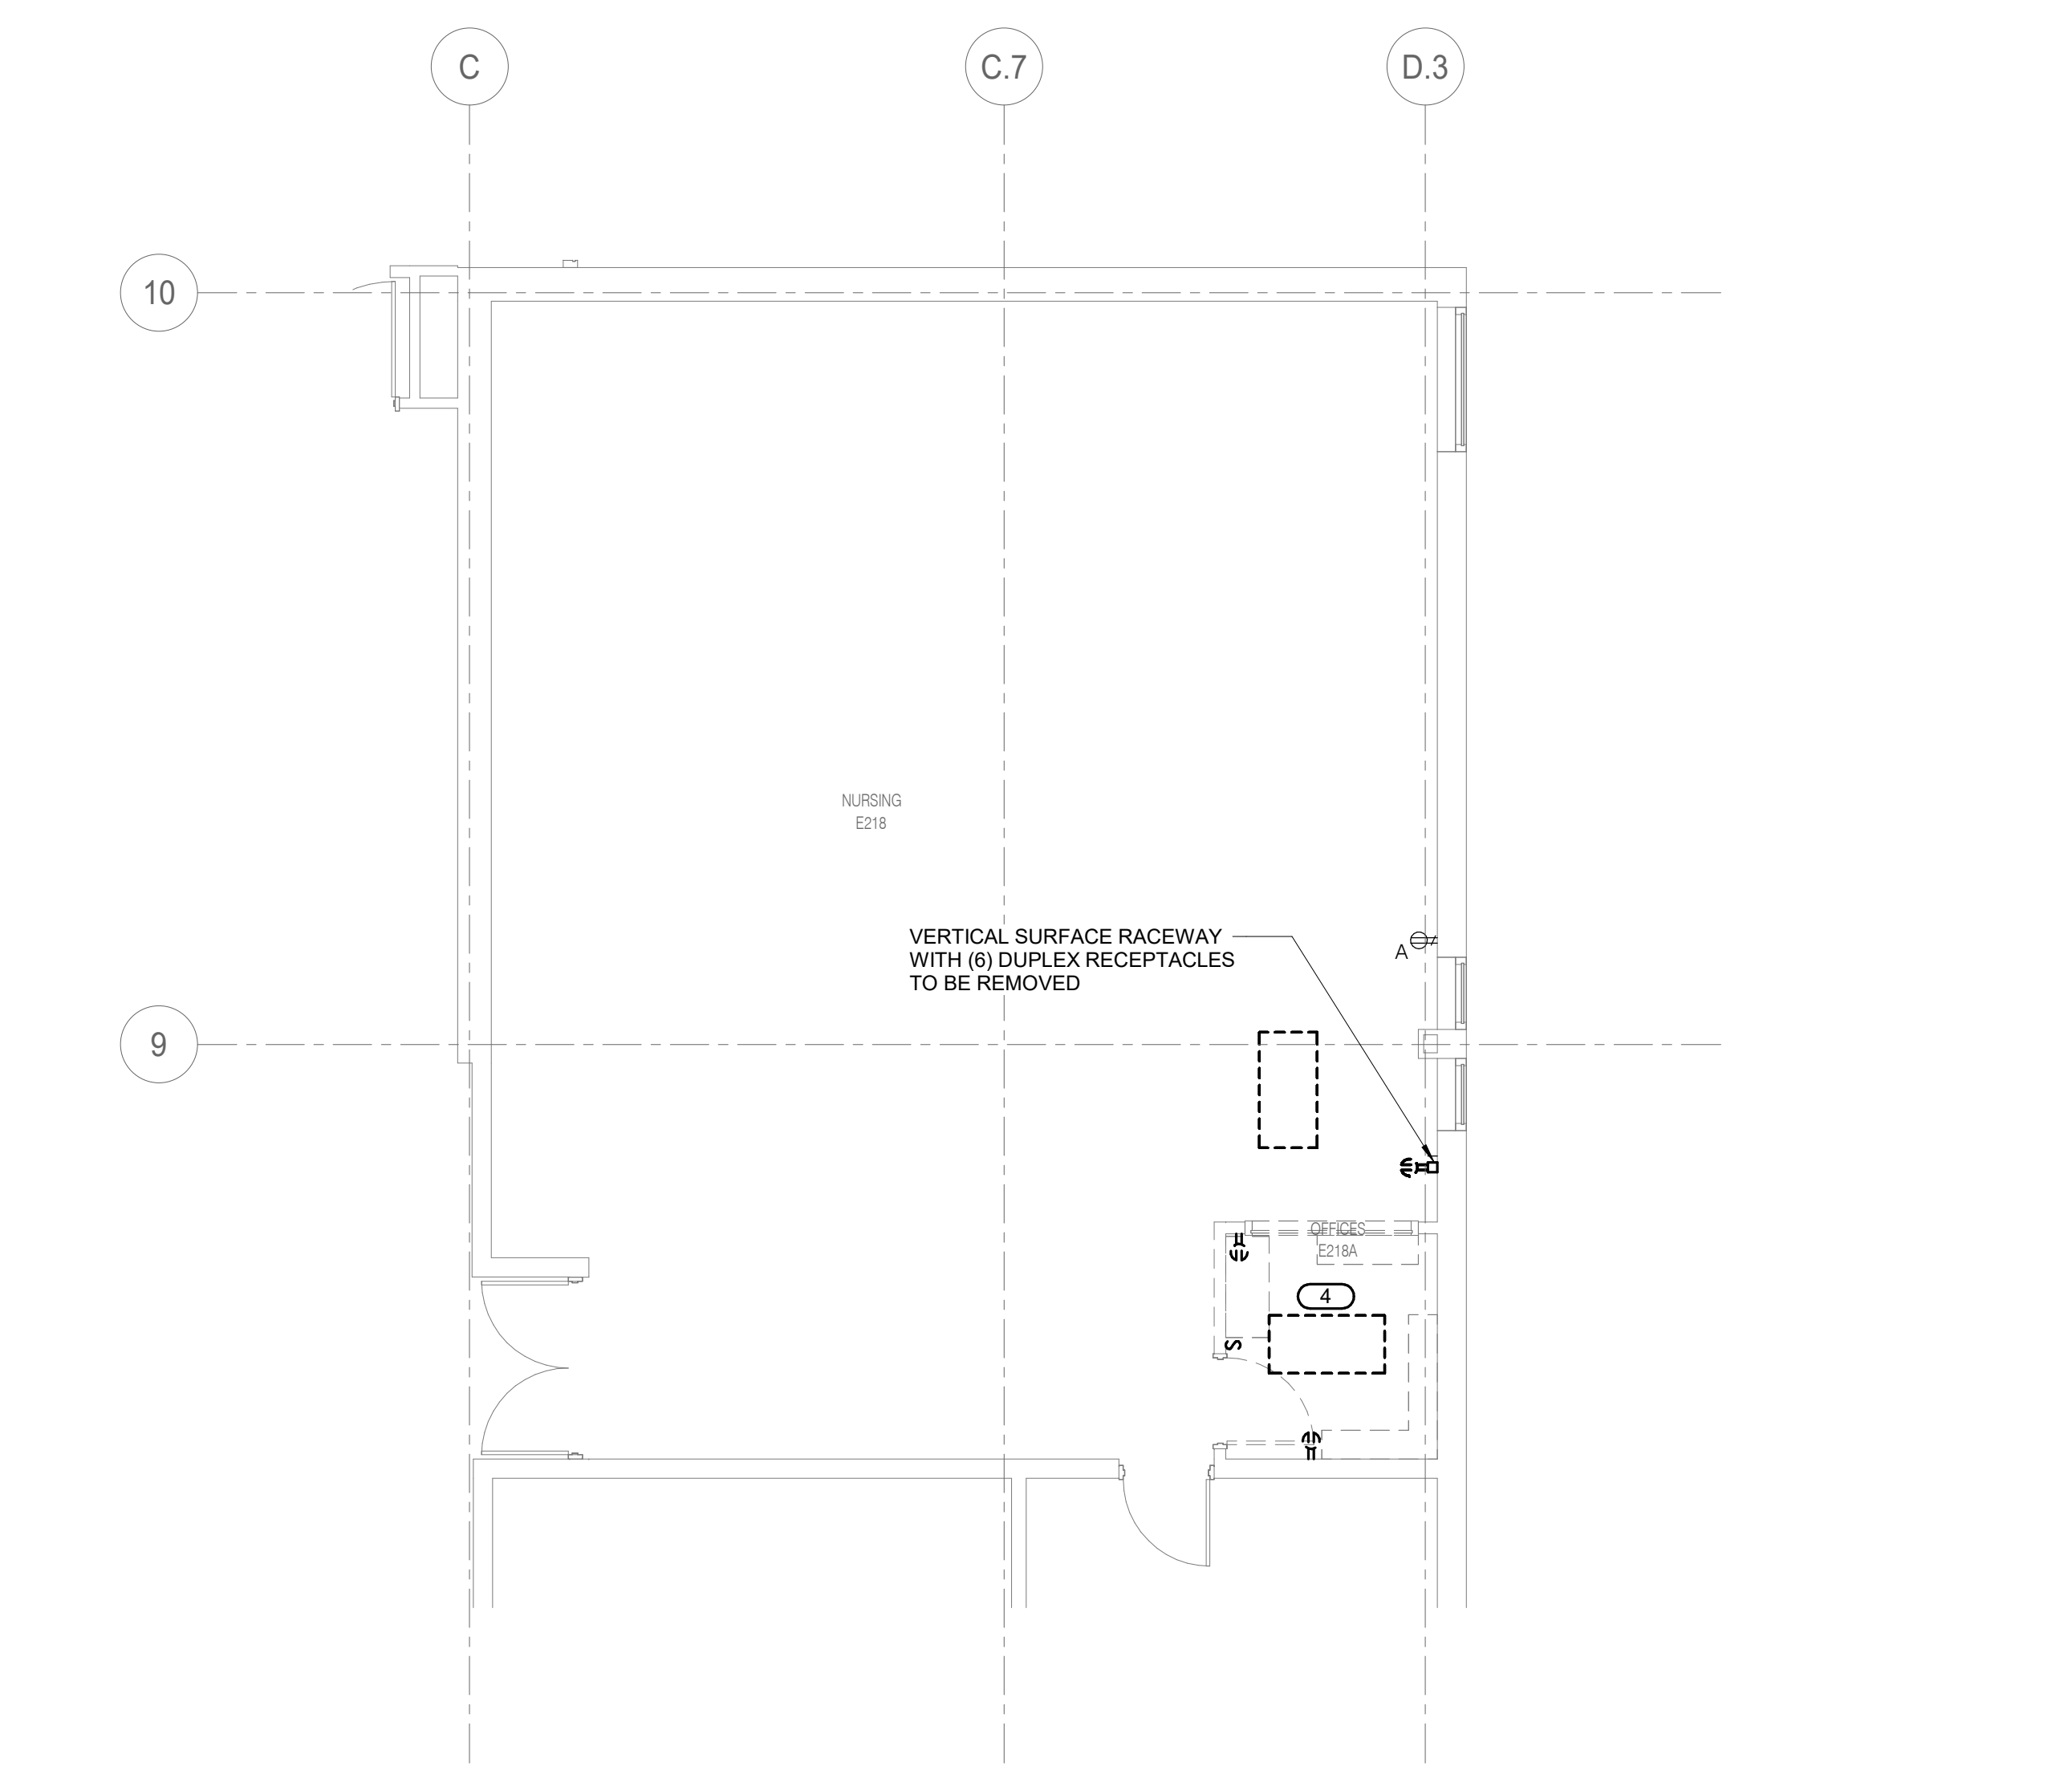 C
C.7
D.3
10
NURSING
E218
VERTICAL SURFACE RACEWAY
WITH (6) DUPLEX RECEPTACLES
TO BE REMOVED
A
9
OFFICES
E218A
4
S